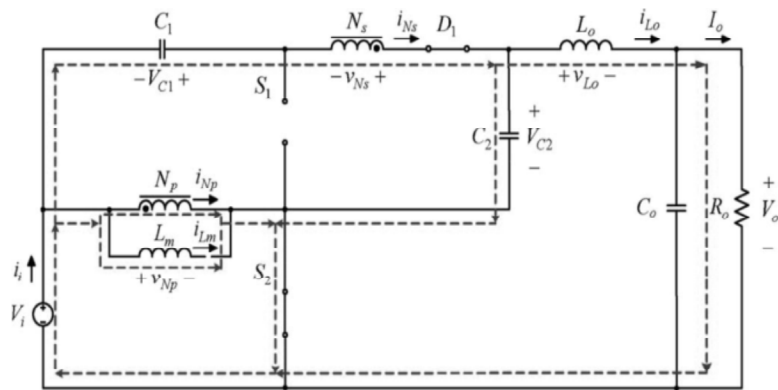 C1
Ns
iNs
D1
Lo
iLo
Io
−VC1 +
S1
− vNs +
+ vLo −
C2
+
VC2
−
Np
iNp
Lm
iLm
+ vNp −
S2
Co
Ro
+
Vo
−
ii
Vi